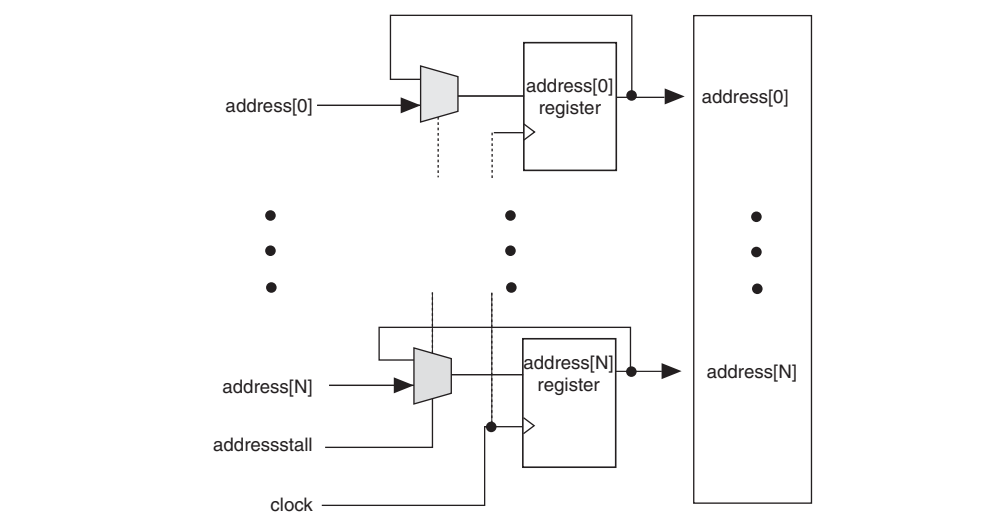 address[0]
address[0]
register
address[0]
address[N]
address[N]
register
address[N]
addressstall
clock